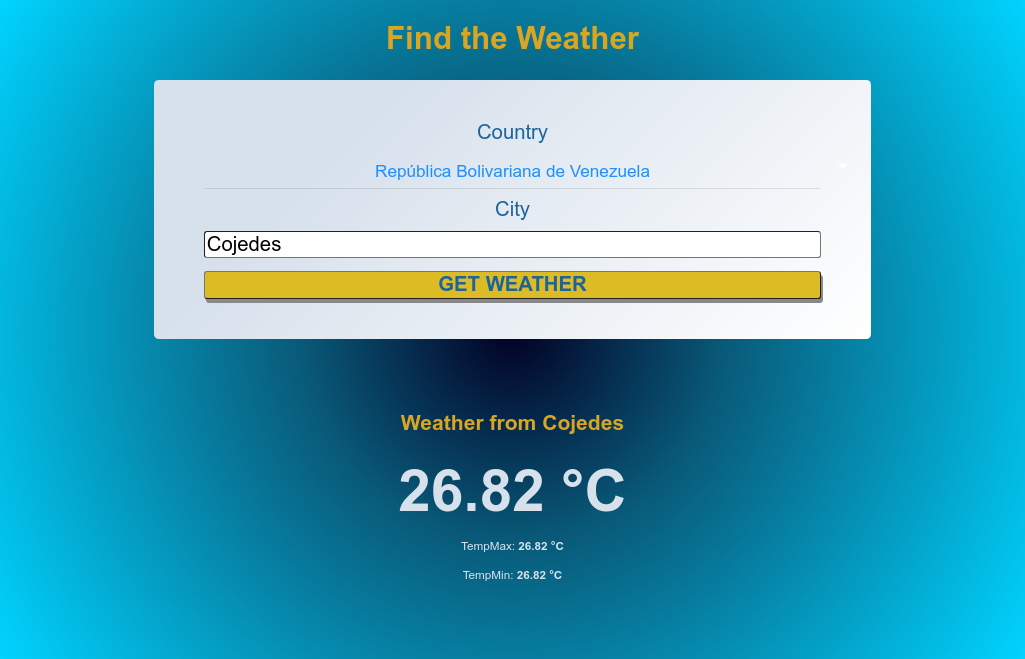 Find the Weather
Country
República Bolivariana de Venezuela
City
Cojedes
GET WEATHER
Weather from Cojedes
26.82 °C
TempMax: 26.82 °C
TempMin: 26.82 °C